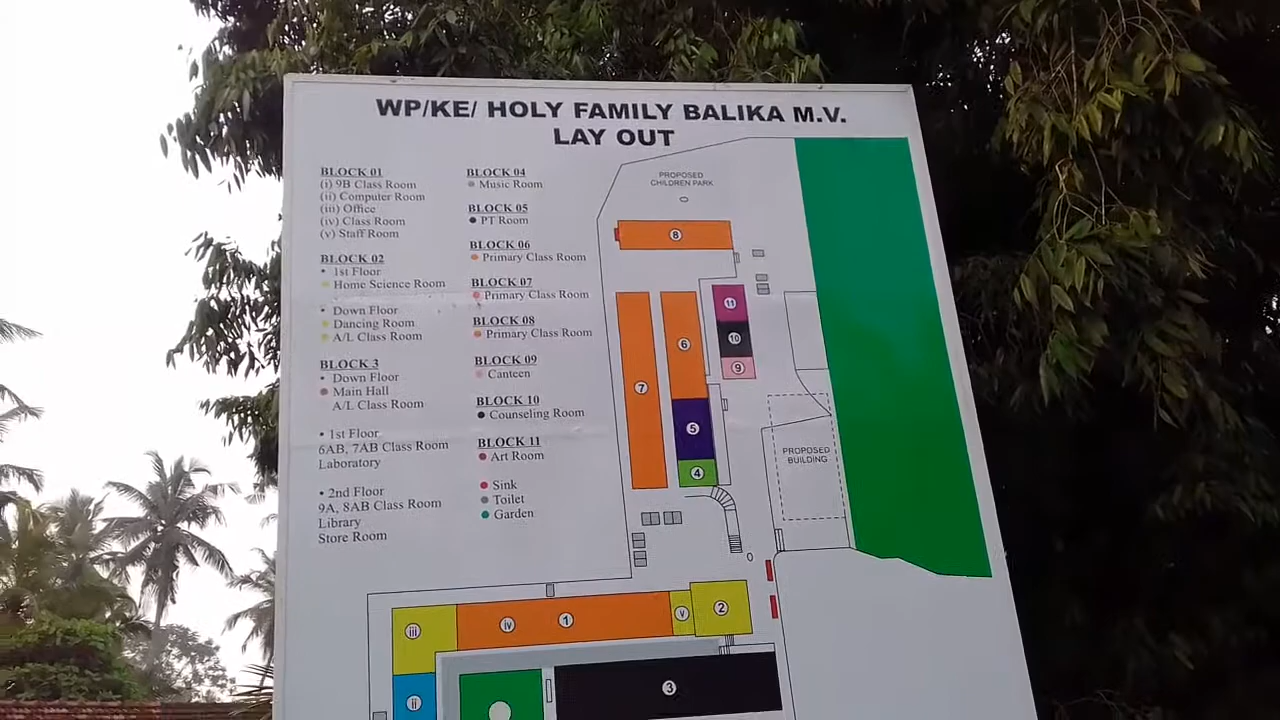 WP/KE/ HOLY FAMILY BALIKA M.V.
LAY OUT
BLOCK 01
(i) 9B Class Room
(ii) Computer Room
(iii) Office
(iv) Class Room
(v) Staff Room
BLOCK 02
• 1st Floor
Home Science Room
• Down Floor
Dancing Room
A/L Class Room
BLOCK 3
• Down Floor
Main Hall
A/L Class Room
• 1st Floor
6AB, 7AB Class Room
Laboratory
• 2nd Floor
9A, 8AB Class Room
Library
Store Room
BLOCK 04
Music Room
BLOCK 05
PT Room
BLOCK 06
Primary Class Room
BLOCK 07
Primary Class Room
BLOCK 08
Primary Class Room
BLOCK 09
Canteen
BLOCK 10
Counseling Room
BLOCK 11
Art Room
Sink
Toilet
Garden
PROPOSED
CHILDREN PARK
8
11
10
9
6
7
5
4
PROPOSED
BUILDING
iii
iv
1
v
2
ii
3